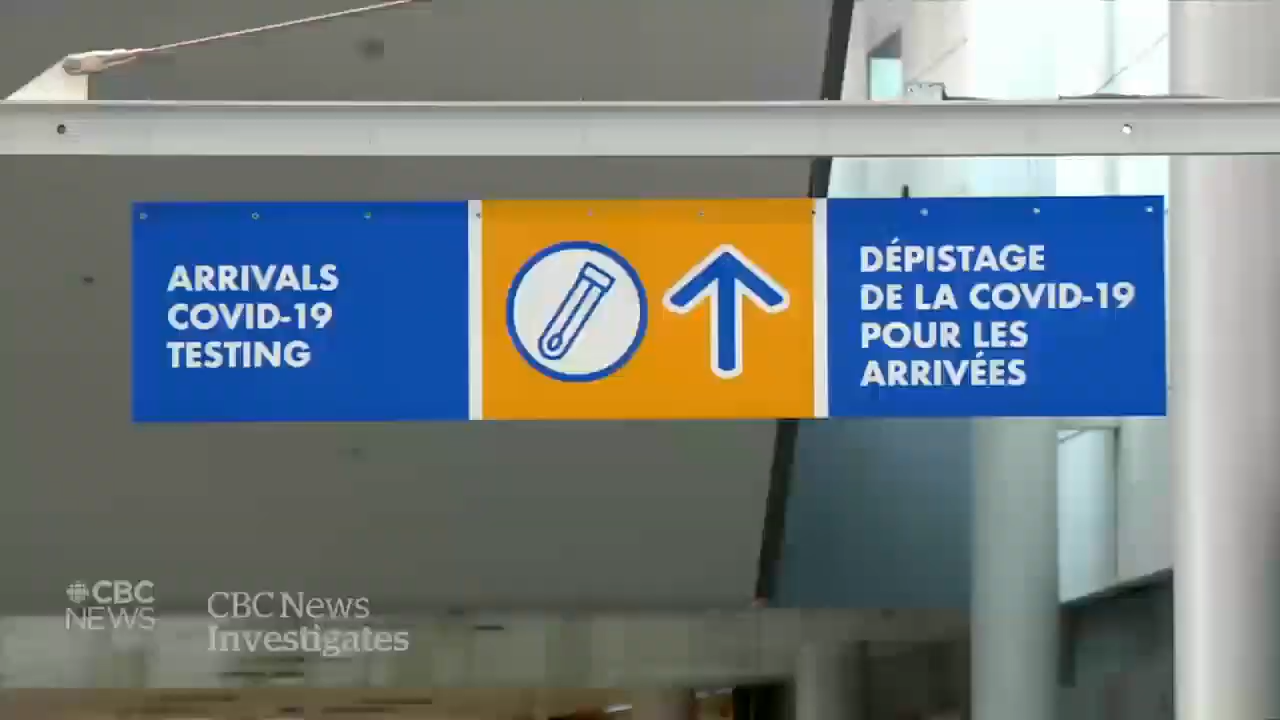 ARRIVALS
COVID-19
TESTING
DÉPISTAGE
DE LA COVID-19
POUR LES
ARRIVÉES
CBC
NEWS
CBC News
Investigates